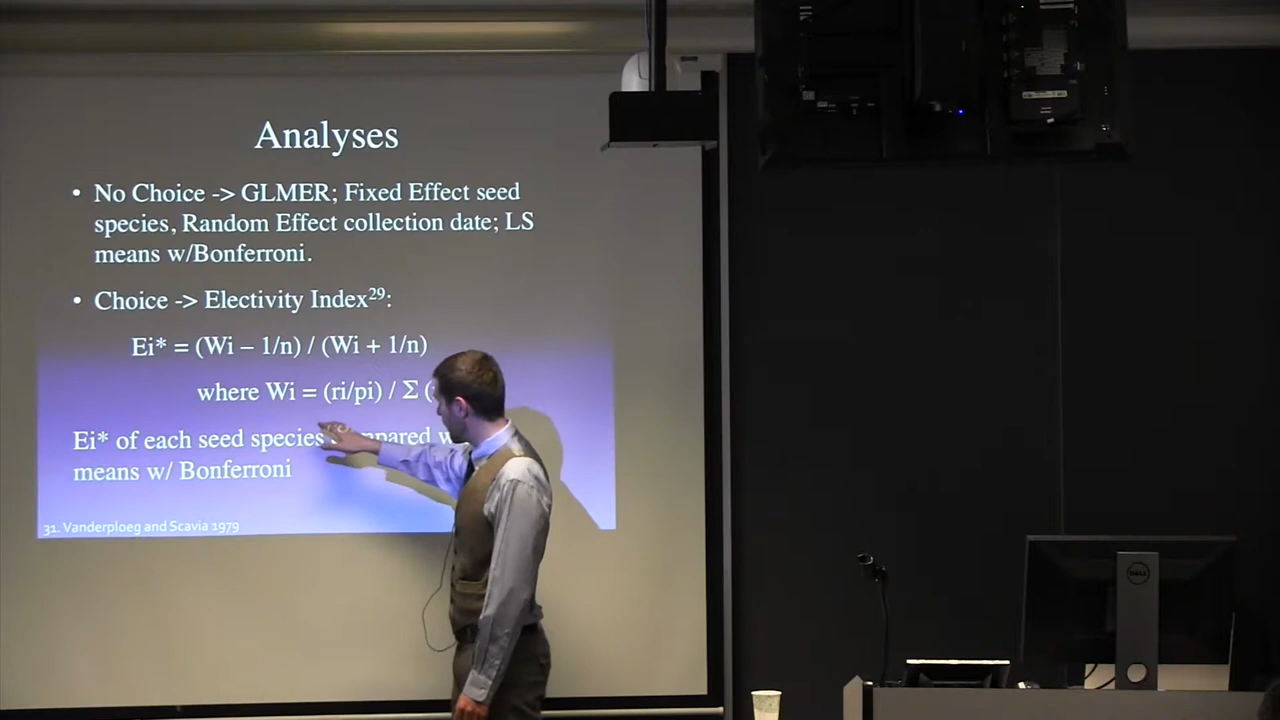 Analyses
• No Choice -> GLMER; Fixed Effect seed
species, Random Effect collection date; LS
means w/Bonferroni.
• Choice -> Electivity Index²⁹:
Ei* = (Wi – 1/n) / (Wi + 1/n)
where Wi = (ri/pi) / Σ (
Ei* of each seed species compared
means w/ Bonferroni
31. Vanderploeg and Scavia 1979
DELL